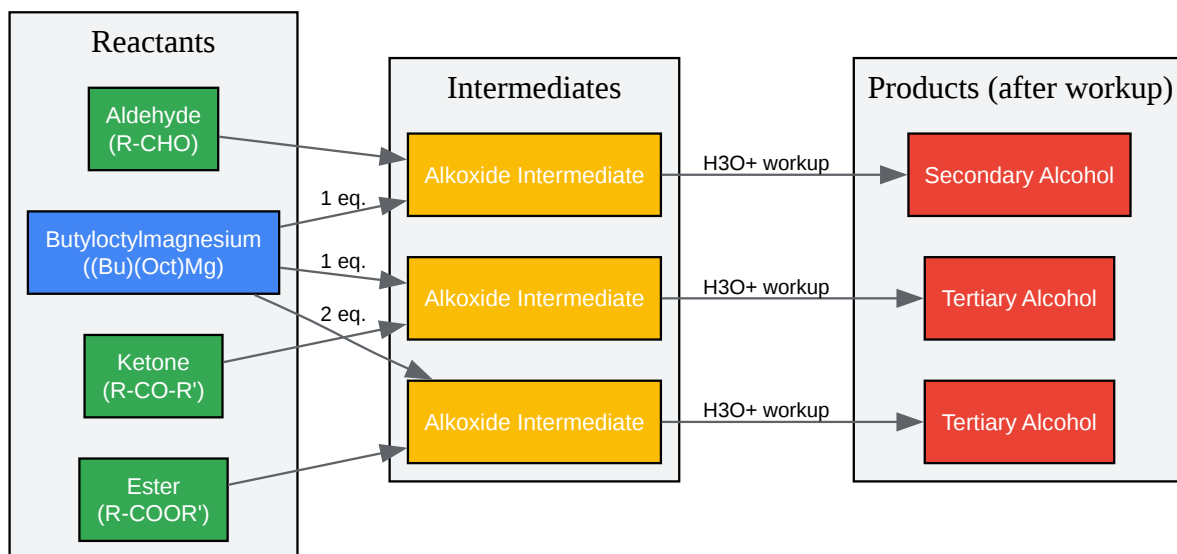 Reactants
Aldehyde
(R-CHO)
Butyloctylmagnesium
((Bu)(Oct)Mg)
Ketone
(R-CO-R')
Ester
(R-COOR')
1 eq.
1 eq.
2 eq.
Intermediates
Alkoxide Intermediate
Alkoxide Intermediate
Alkoxide Intermediate
H3O+ workup
H3O+ workup
H3O+ workup
Products (after workup)
Secondary Alcohol
Tertiary Alcohol
Tertiary Alcohol